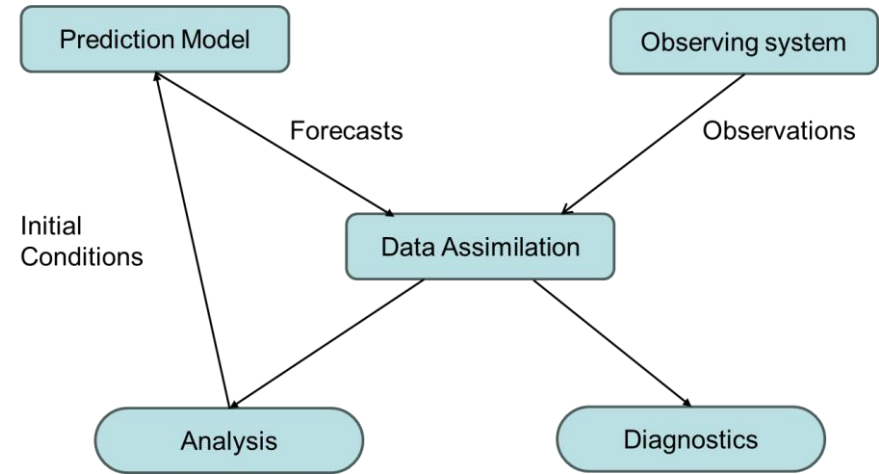 Prediction Model
Observing system
Forecasts
Observations
Initial
Conditions
Data Assimilation
Analysis
Diagnostics